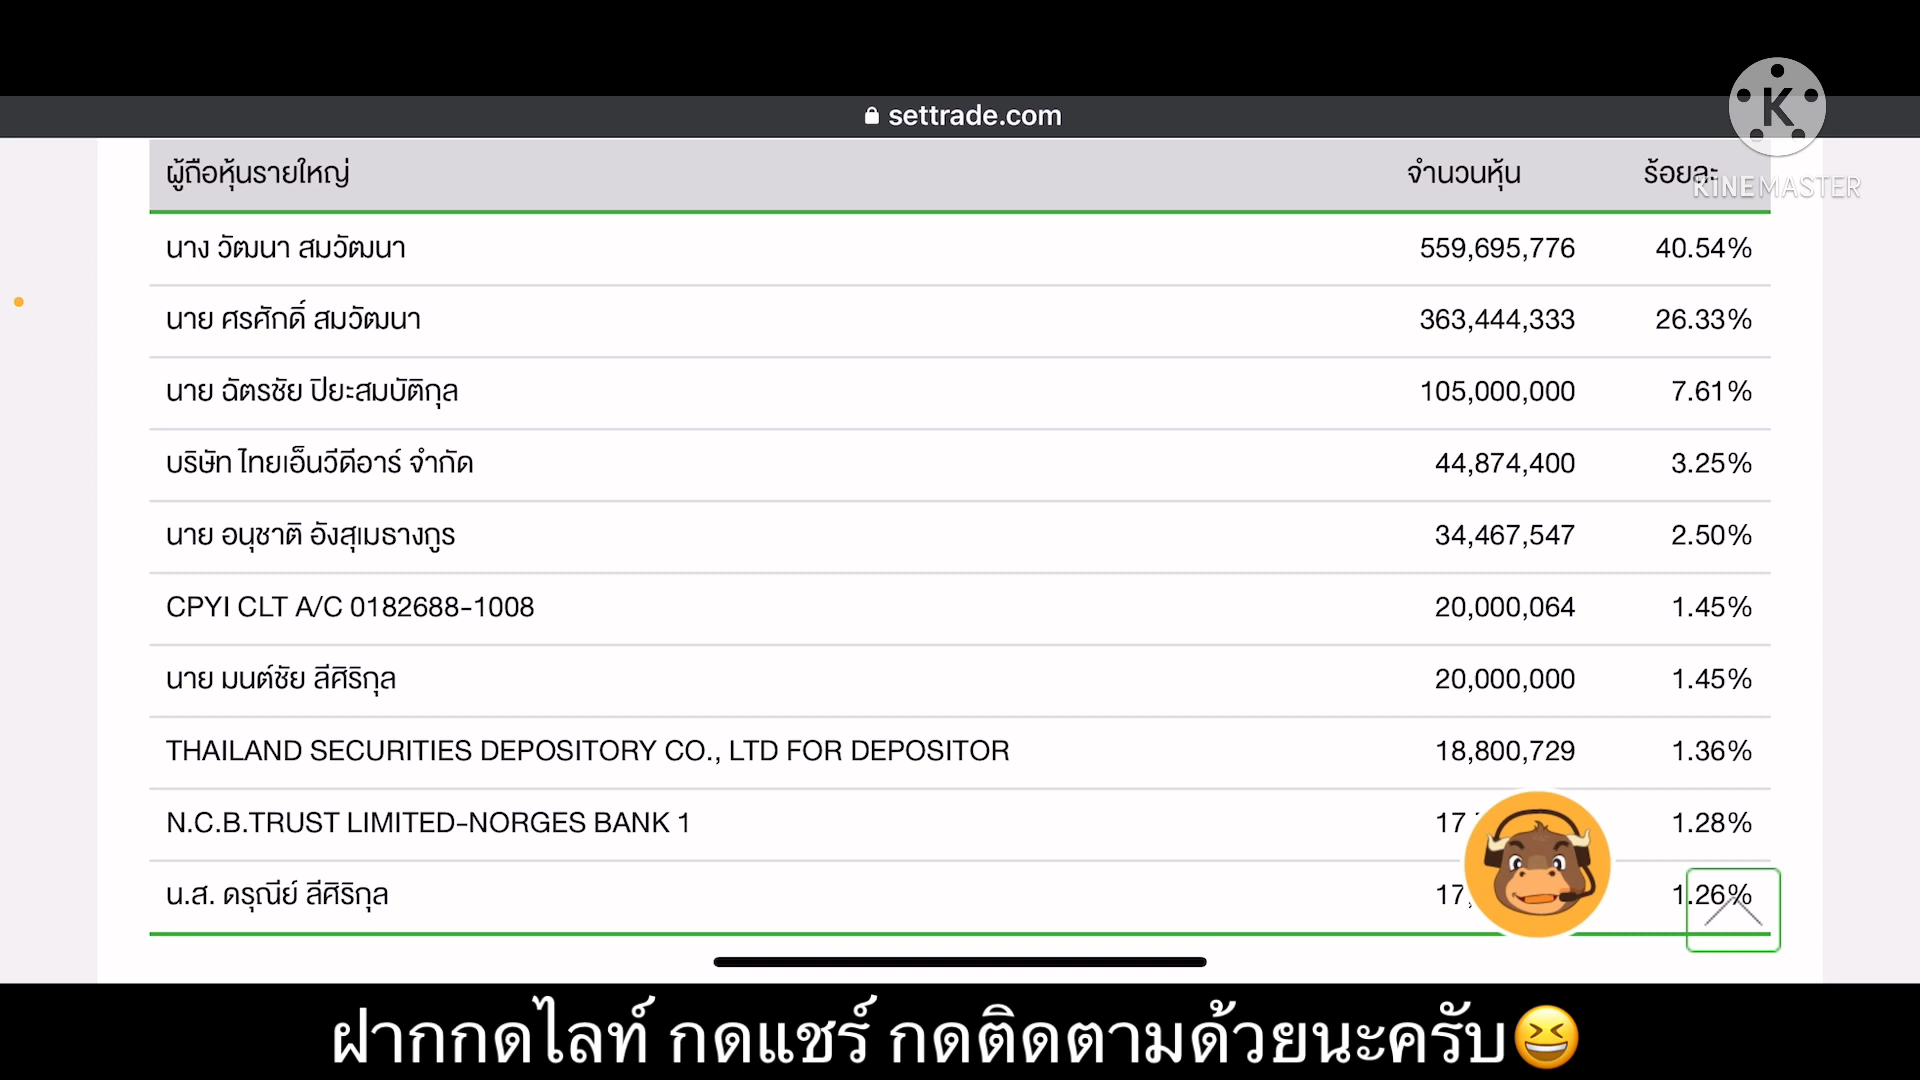 settrade.com
K
KINEMASTER
ผู้ถือหุ้นรายใหญ่ จำนวนหุ้น ร้อยละ
นาง วัฒนา สมวัฒนา 559,695,776 40.54%
นาย ศรศักดิ์ สมวัฒนา 363,444,333 26.33%
นาย ฉัตรชัย ปิยะสมบัติกุล 105,000,000 7.61%
บริษัท ไทยเอ็นวีดีอาร์ จำกัด 44,874,400 3.25%
นาย อนุชาติ อังสุเมธางกูร 34,467,547 2.50%
CPYI CLT A/C 0182688-1008 20,000,064 1.45%
นาย มนต์ชัย ลีศิริกุล 20,000,000 1.45%
THAILAND SECURITIES DEPOSITORY CO., LTD FOR DEPOSITOR 18,800,729 1.36%
N.C.B.TRUST LIMITED-NORGES BANK 1 1.28%
น.ส. ดรุณีย์ ลีศิริกุล 1.26%
ฝากกดไลท์ กดแชร์ กดติดตามด้วยนะครับ😆